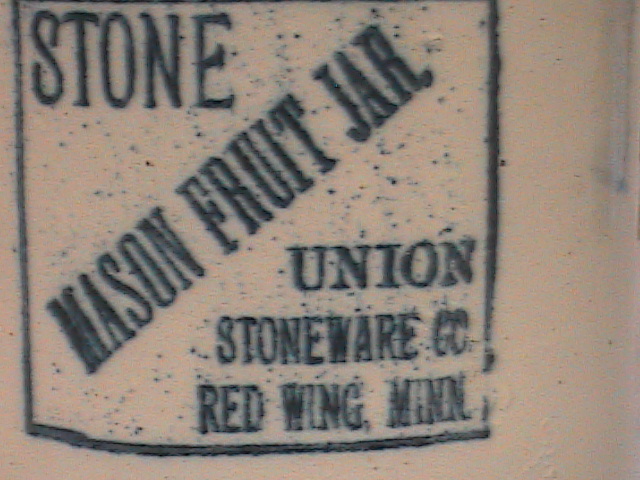 STONE
MASON FRUIT JAR
UNION
STONEWARE CO.
RED WING, MINN.